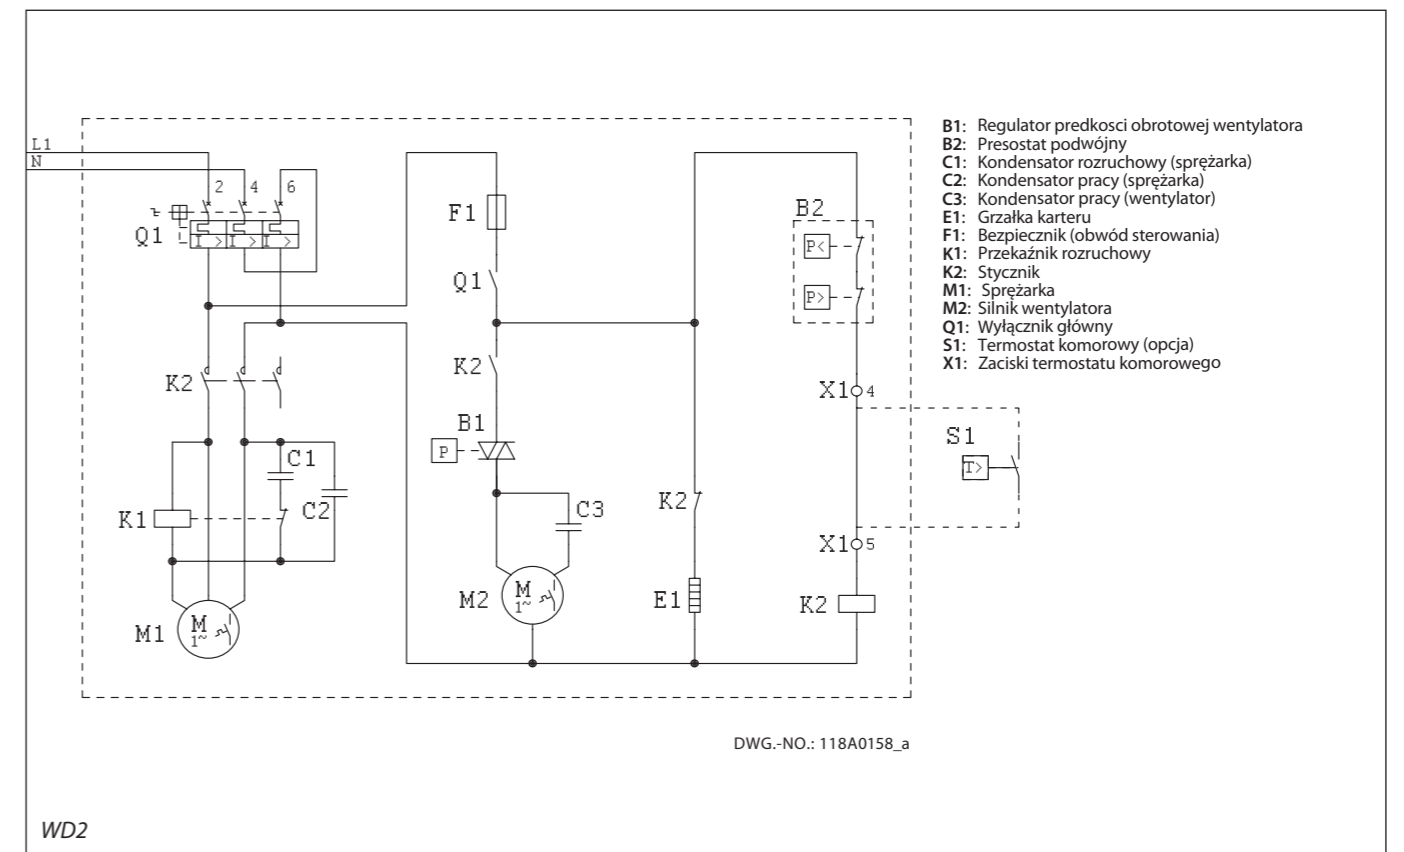 L1
N
2 4 6
Q1
I> I> I>
F1
Q1
K2
B1
P
C3
M2
M
1~
K2
C1
C2
K1
M1
M
1~
K2
E1
B2
P<
P>
X1 4
S1
T>
X1 5
K2
B1: Regulator predkosci obrotowej wentylatora
B2: Presostat podwójny
C1: Kondensator rozruchowy (sprężarka)
C2: Kondensator pracy (sprężarka)
C3: Kondensator pracy (wentylator)
E1: Grzałka karteru
F1: Bezpiecznik (obwód sterowania)
K1: Przekaźnik rozruchowy
K2: Stycznik
M1: Sprężarka
M2: Silnik wentylatora
Q1: Wyłącznik główny
S1: Termostat komorowy (opcja)
X1: Zaciski termostatu komorowego
DWG.-NO.: 118A0158_a
WD2